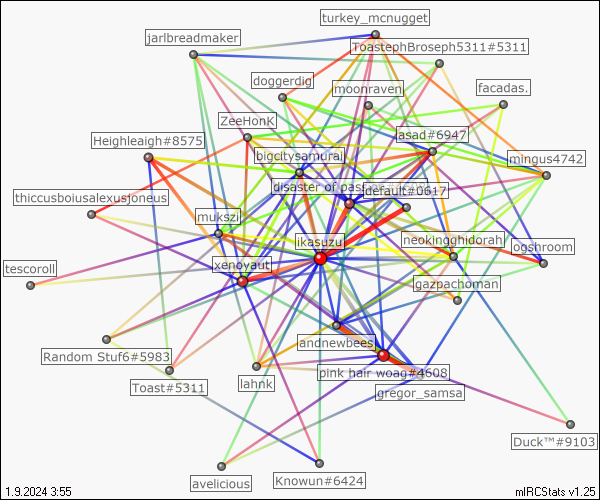 turkey_mcnugget
jarlbreadmaker
ToastephBroseph5311#5311
doggerdig
moonraven
facadas.
ZeeHonK
asad#6947
Heighleaigh#8575
bigcitysamurai
mingus4742
disaster of pas
default#0617
thiccusboiusalexusjoneus
mukszi
ikasuzu
neokingghidorah
ogshroom
tescoroll
xenoyaut
gazpachoman
andnewbees
Random Stuf6#5983
Toast#5311
lahnk
pink hair woag#4608
gregor_samsa
Duck™#9103
avelicious
Knowun#6424
1.9.2024 3:55
mIRCStats v1.25